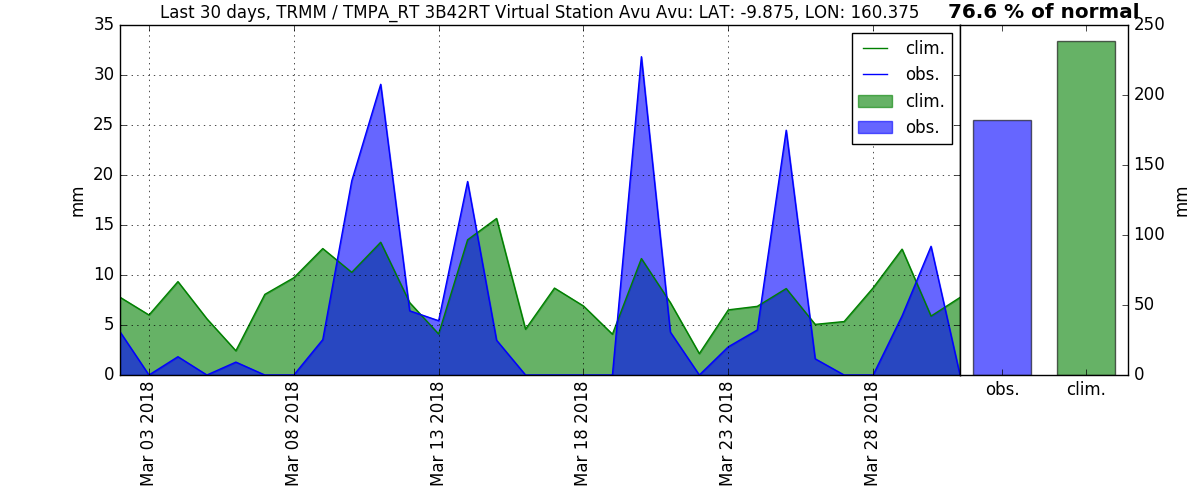 Last 30 days, TRMM / TMPA_RT 3B42RT Virtual Station Avu Avu: LAT: -9.875, LON: 160.375
76.6 % of normal
35
30
25
20
15
10
5
0
mm
clim.
obs.
clim.
obs.
250
200
150
100
50
0
mm
Mar 03 2018
Mar 08 2018
Mar 13 2018
Mar 18 2018
Mar 23 2018
Mar 28 2018
obs.
clim.